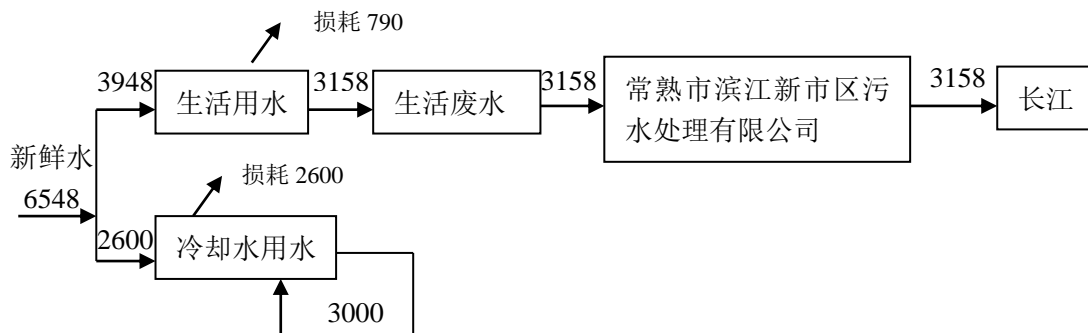 损耗 790
3948
生活用水
3158
生活废水
3158
常熟市滨江新市区污
水处理有限公司
3158
长江
新鲜水
6548
损耗 2600
2600
冷却水用水
3000